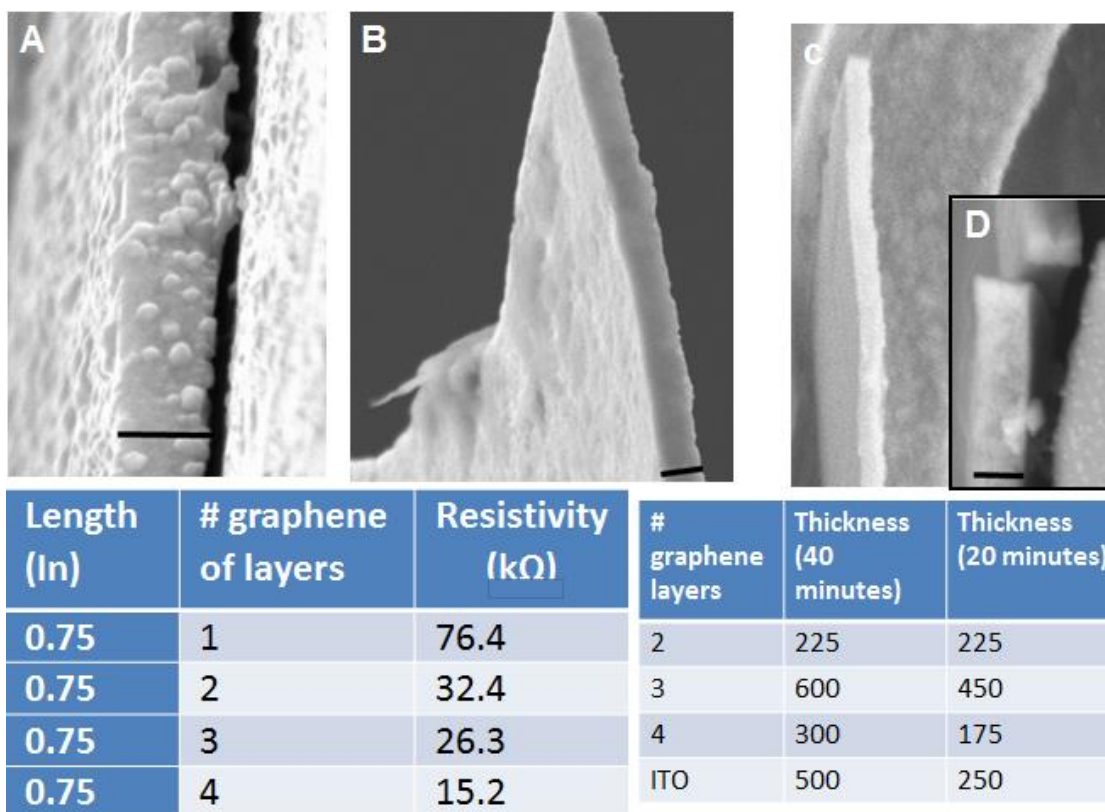 A
B
C
D
Length (In)
# graphene of layers
Resistivity (kΩ)
0.75 1 76.4
0.75 2 32.4
0.75 3 26.3
0.75 4 15.2
# graphene layers
Thickness (40 minutes)
Thickness (20 minutes)
2 225 225
3 600 450
4 300 175
ITO 500 250